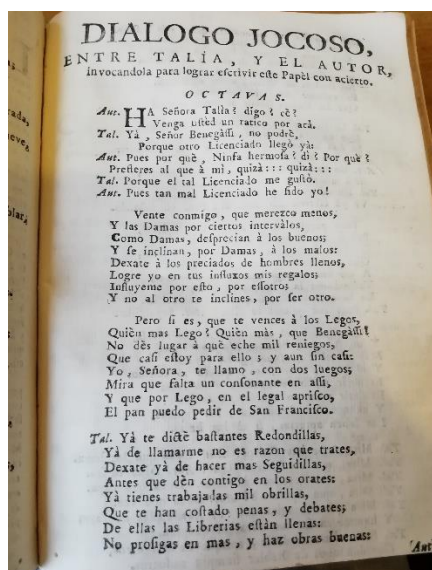 DIALOGO JOCOSO,
ENTRE TALÍA, Y EL AUTOR,
invocandola para lograr eſcrivir eſte Papèl con acierto.
OCTAVAS.
Aut. HA Señora Talìa? digo? cè?
Venga uſted un ratico por acà.
Tal. Yà, Señor Benegàſſi, no podrè,
Porque otro Licenciado llegò yà:
Aut. Pues por què, Ninfa hermoſa? dì? Por què?
Prefieres al que à mi, quizà::: quizà:::
Tal. Porque el tal Licenciado me guſtò.
Aut. Pues tan mal Licenciado he ſido yo!
Vente conmigo, que merezco menos,
Y las Damas por ciertos intervàlos,
Como Damas, deſprecian à los buenos;
Y ſe inclinan, por Damas, à los malos:
Dexate à los preciados de hombres llenos,
Logre yo en tus influxos mis regalos;
Influyeme por eſto, por eſſotro;
Y no al otro te inclines, por ſer otro.
Pero ſi es, que te vences à los Legos,
Quièn mas Lego? Quièn màs, que Benegàſſi?
No dès lugar à què eche mil reniegos,
Que caſi eſtoy para ello; y aun ſin caſi:
Yo, Señora, te llamo, con dos luegos;
Mira que falta un conſonante en aſſi,
Y que por Lego, en el legal apriſco,
El pan puedo pedir de San Franciſco.
Tal. Yà te dictè baſtantes Redondillas,
Yà de llamarme no es razon que trates,
Dexate yà de hacer mas Seguidillas,
Antes que dèn contigo en los orates:
Yà tienes trabajadas mil obrillas,
Que te han coſtado penas, y debates;
De ellas las Librerias eſtàn llenas:
No proſigas en mas, y haz obras buenas:
Aut.